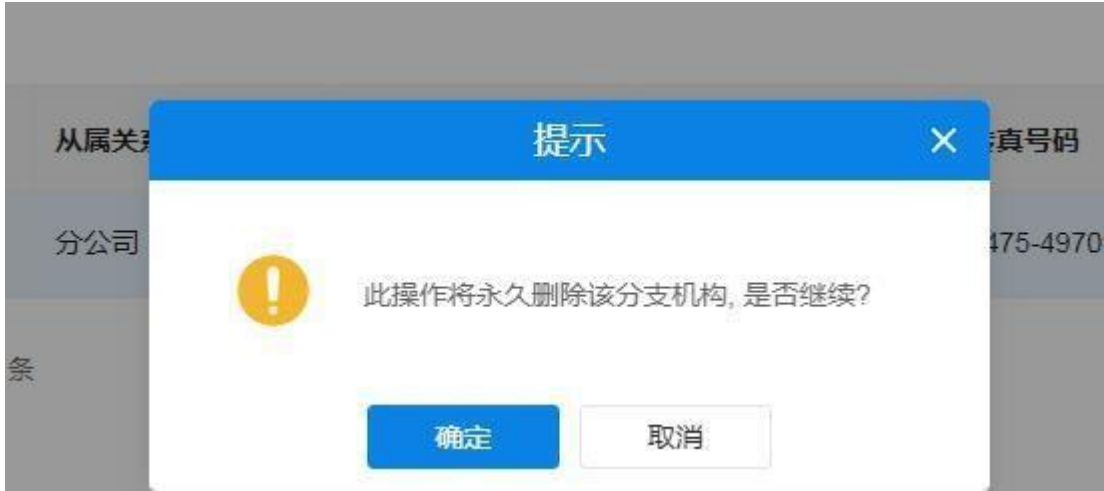 提示
从属关
真号码
分公司
475-4970
此操作将永久删除该分支机构, 是否继续?
条
确定
取消